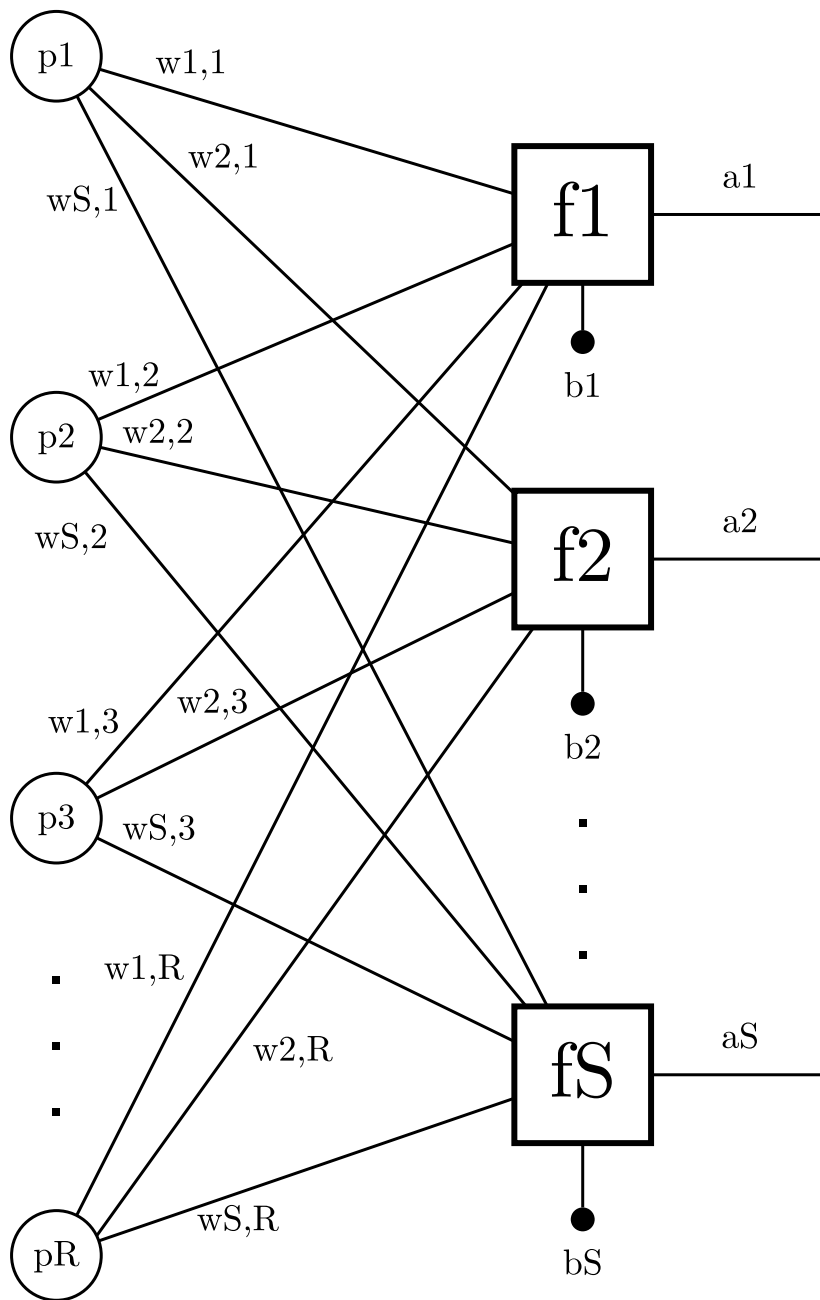 p1
w1,1
w2,1
wS,1
f1
a1
b1
w1,2
p2
w2,2
wS,2
f2
a2
b2
w1,3
w2,3
p3
wS,3
w1,R
w2,R
fS
aS
bS
wS,R
pR